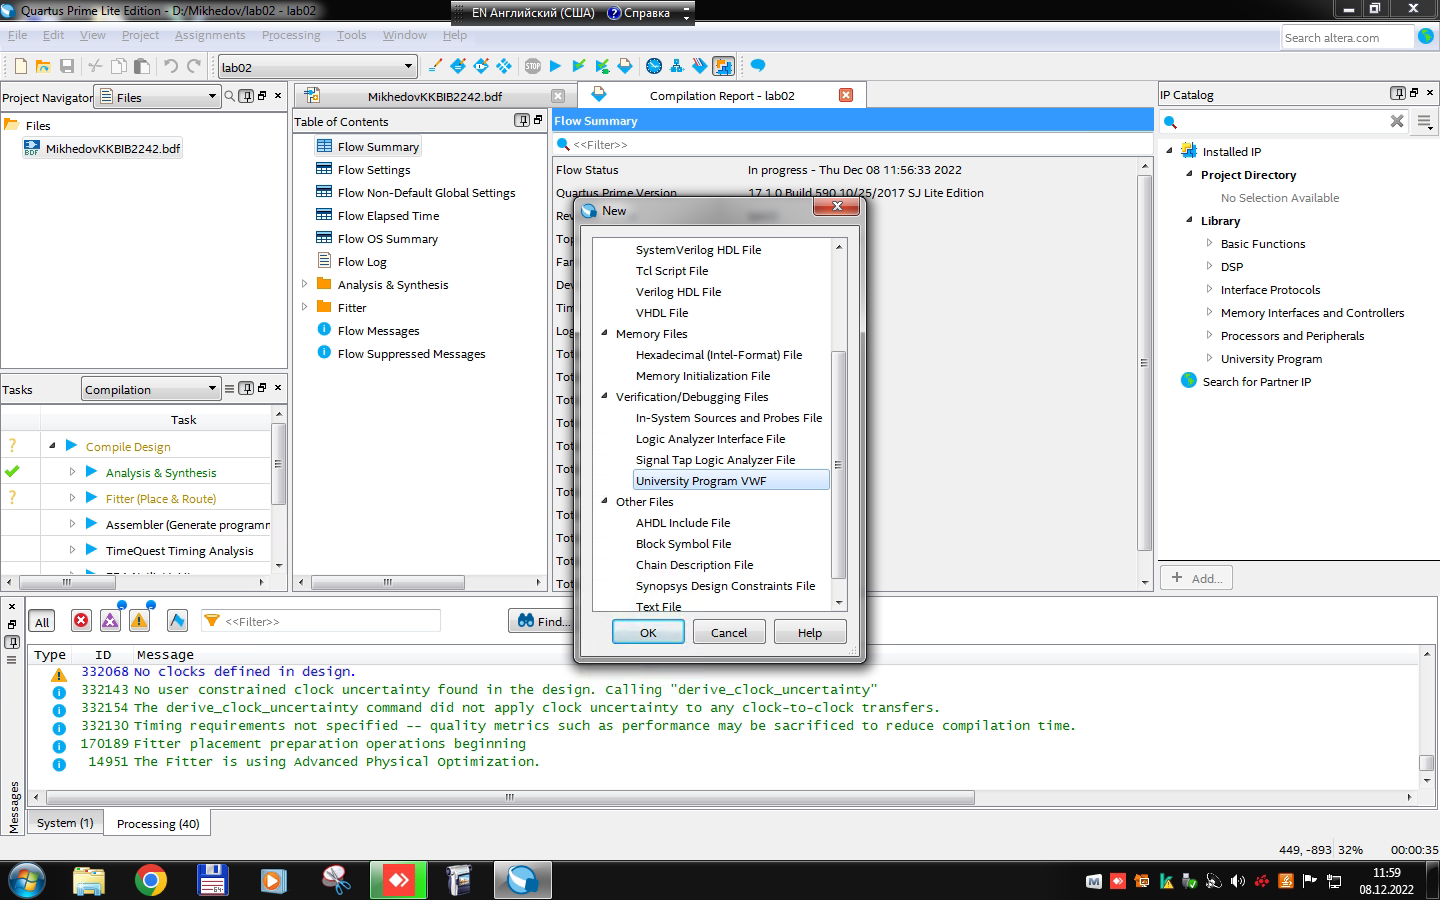 Quartus Prime Lite Edition - D:/Mikhedov/lab02 - lab02
EN Английский (США) Справка
File Edit View Project Assignments Processing Tools Window Help
Search altera.com
lab02
Project Navigator Files
Files
MikhedovKKBIB2242.bdf
MikhedovKKBIB2242.bdf
Compilation Report - lab02
Table of Contents
Flow Summary
Flow Settings
Flow Non-Default Global Settings
Flow Elapsed Time
Flow OS Summary
Flow Log
Analysis & Synthesis
Fitter
Flow Messages
Flow Suppressed Messages
Flow Summary
<<Filter>>
Flow Status In progress - Thu Dec 08 11:56:33 2022
Quartus Prime Version 17.1.0 Build 590 10/25/2017 SJ Lite Edition
Rev
Top
Far
Dev
Tim
Log
Tot
Tot
Tot
Tot
Tot
Tot
Tot
Tot
Tot
Tot
Tot
New
SystemVerilog HDL File
Tcl Script File
Verilog HDL File
VHDL File
Memory Files
Hexadecimal (Intel-Format) File
Memory Initialization File
Verification/Debugging Files
In-System Sources and Probes File
Logic Analyzer Interface File
Signal Tap Logic Analyzer File
University Program VWF
Other Files
AHDL Include File
Block Symbol File
Chain Description File
Synopsys Design Constraints File
Text File
OK Cancel Help
IP Catalog
Installed IP
Project Directory
No Selection Available
Library
Basic Functions
DSP
Interface Protocols
Memory Interfaces and Controllers
Processors and Peripherals
University Program
Search for Partner IP
+ Add...
Tasks Compilation
Task
Compile Design
Analysis & Synthesis
Fitter (Place & Route)
Assembler (Generate programm
TimeQuest Timing Analysis
All <<Filter>> Find...
Type ID Message
332068 No clocks defined in design.
332143 No user constrained clock uncertainty found in the design. Calling "derive_clock_uncertainty"
332154 The derive_clock_uncertainty command did not apply clock uncertainty to any clock-to-clock transfers.
332130 Timing requirements not specified -- quality metrics such as performance may be sacrificed to reduce compilation time.
170189 Fitter placement preparation operations beginning
14951 The Fitter is using Advanced Physical Optimization.
Messages
System (1) Processing (40)
449, -893 32% 00:00:35
64
11:59
08.12.2022